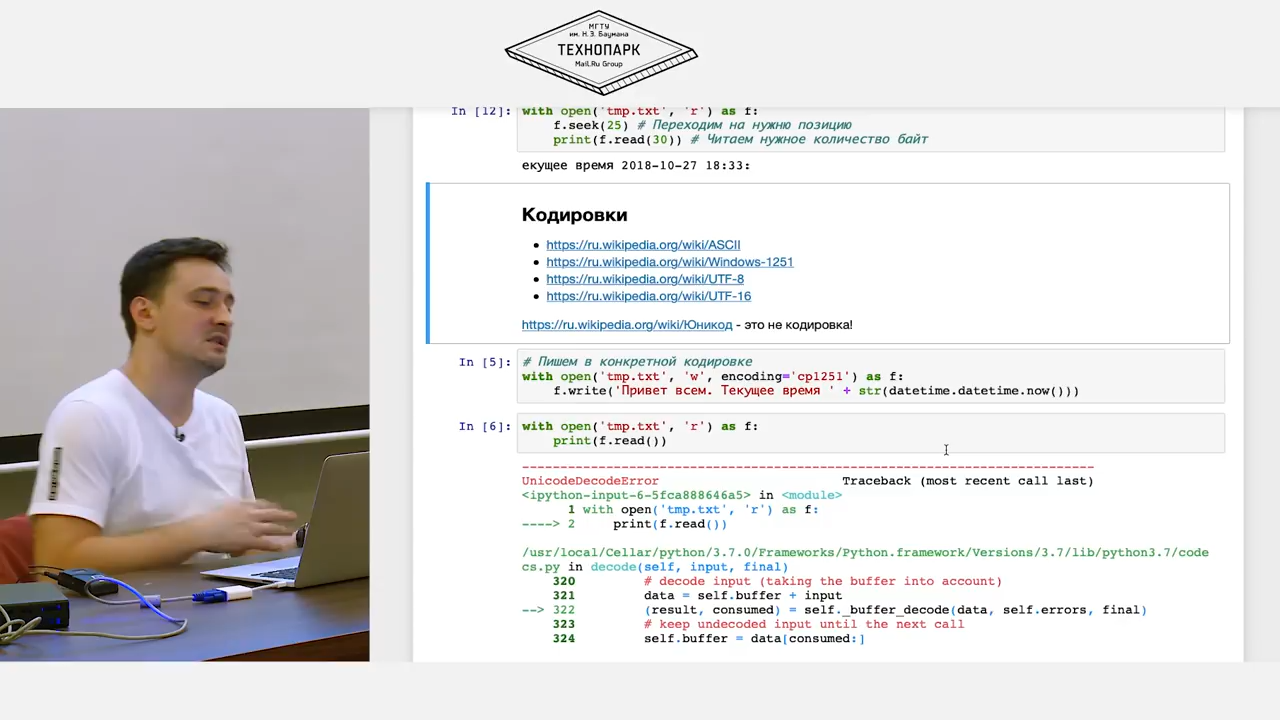 МГТУ
им. Н.Э. Баумана
ТЕХНОПАРК
Mail.Ru Group
In [12]: with open('tmp.txt', 'r') as f:
f.seek(25) # Переходим на нужню позицию
print(f.read(30)) # Читаем нужное количество байт
екущее время 2018-10-27 18:33:
Кодировки
https://ru.wikipedia.org/wiki/ASCII
https://ru.wikipedia.org/wiki/Windows-1251
https://ru.wikipedia.org/wiki/UTF-8
https://ru.wikipedia.org/wiki/UTF-16
https://ru.wikipedia.org/wiki/Юникод - это не кодировка!
In [5]: # Пишем в конкретной кодировке
with open('tmp.txt', 'w', encoding='cp1251') as f:
f.write('Привет всем. Текущее время ' + str(datetime.datetime.now()))
In [6]: with open('tmp.txt', 'r') as f:
print(f.read())
---------------------------------------------------------------------------
UnicodeDecodeError Traceback (most recent call last)
<ipython-input-6-5fca888646a5> in <module>
1 with open('tmp.txt', 'r') as f:
----> 2 print(f.read())
/usr/local/Cellar/python/3.7.0/Frameworks/Python.framework/Versions/3.7/lib/python3.7/code
cs.py in decode(self, input, final)
320 # decode input (taking the buffer into account)
321 data = self.buffer + input
--> 322 (result, consumed) = self._buffer_decode(data, self.errors, final)
323 # keep undecoded input until the next call
324 self.buffer = data[consumed:]